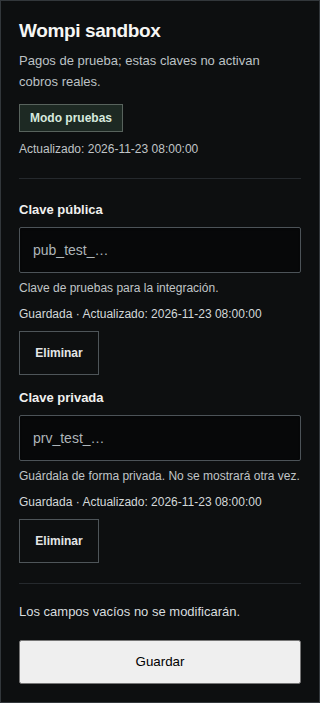 Wompi sandbox
Pagos de prueba; estas claves no activan
cobros reales.
Modo pruebas
Actualizado: 2026-11-23 08:00:00
Clave pública
pub_test_…
Clave de pruebas para la integración.
Guardada · Actualizado: 2026-11-23 08:00:00
Eliminar
Clave privada
prv_test_…
Guárdala de forma privada. No se mostrará otra vez.
Guardada · Actualizado: 2026-11-23 08:00:00
Eliminar
Los campos vacíos no se modificarán.
Guardar